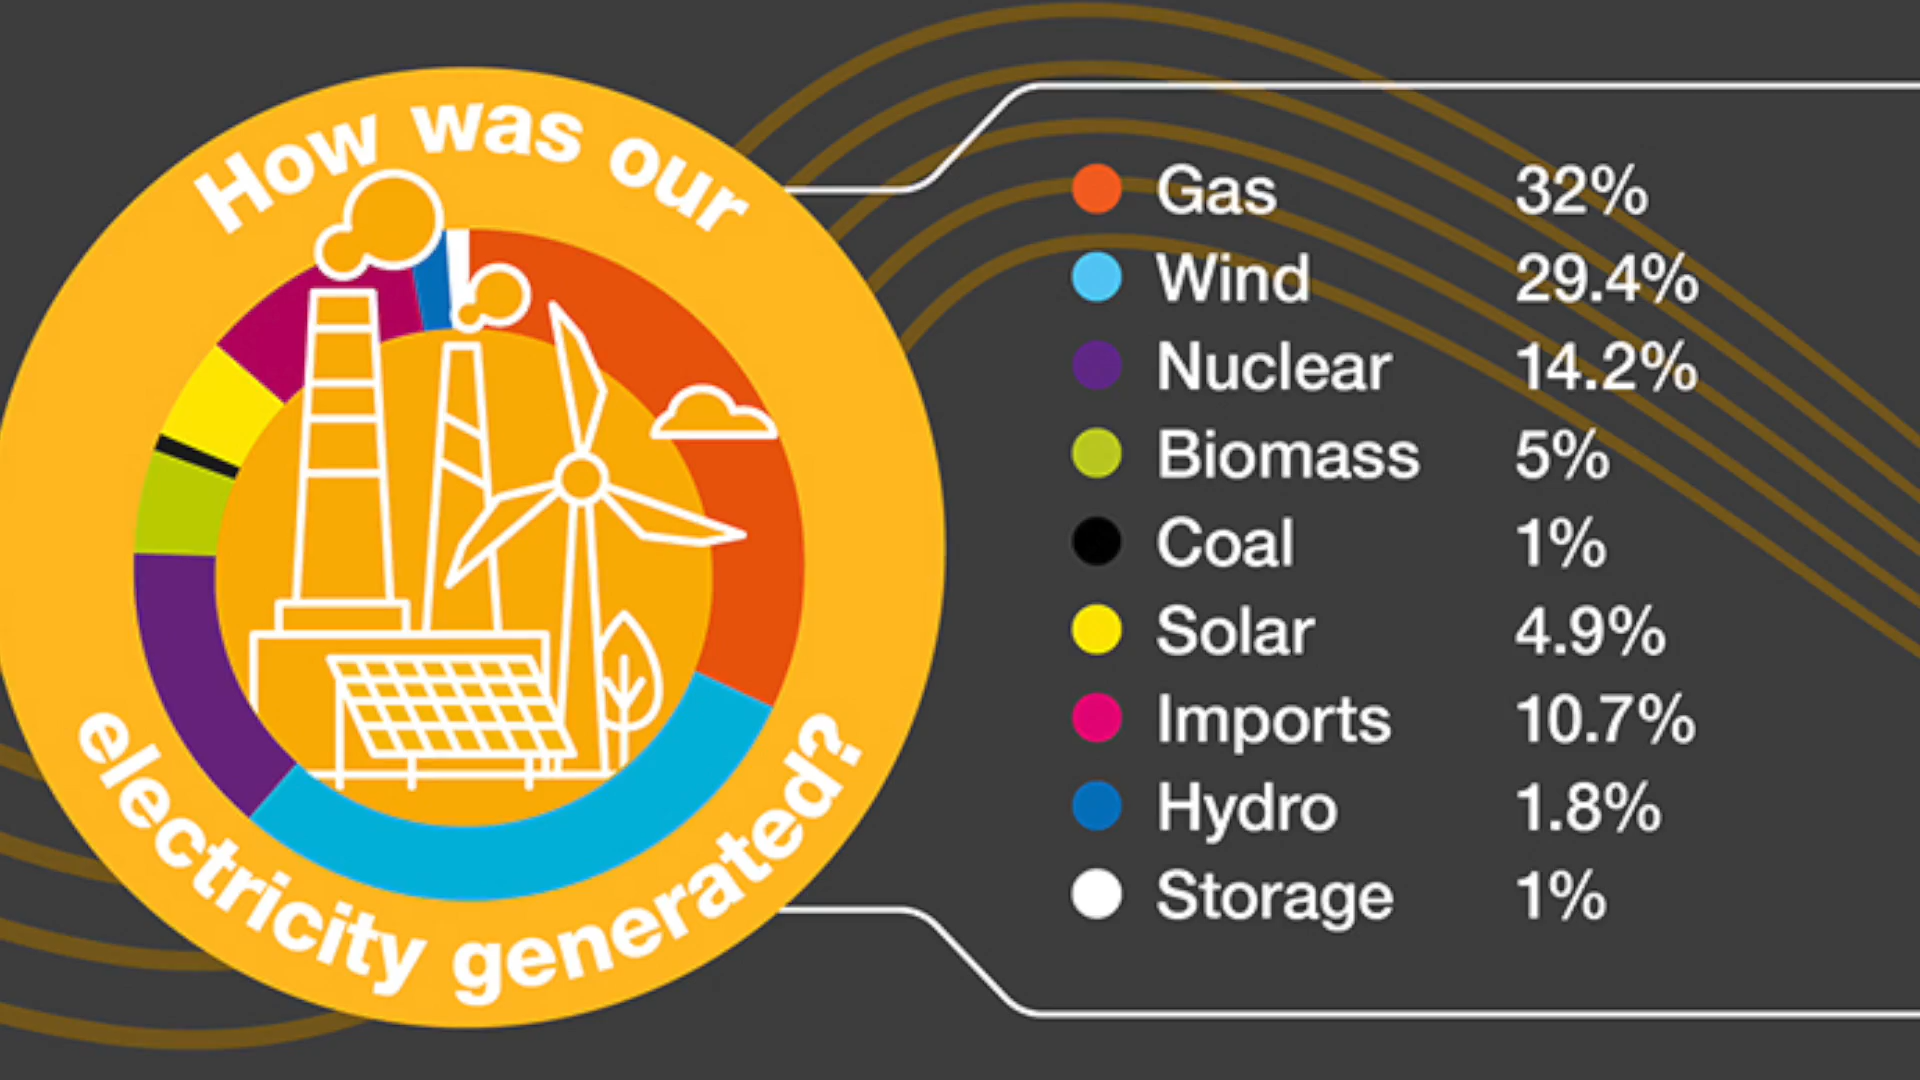 How was our
electricity generated?
Gas 32%
Wind 29.4%
Nuclear 14.2%
Biomass 5%
Coal 1%
Solar 4.9%
Imports 10.7%
Hydro 1.8%
Storage 1%